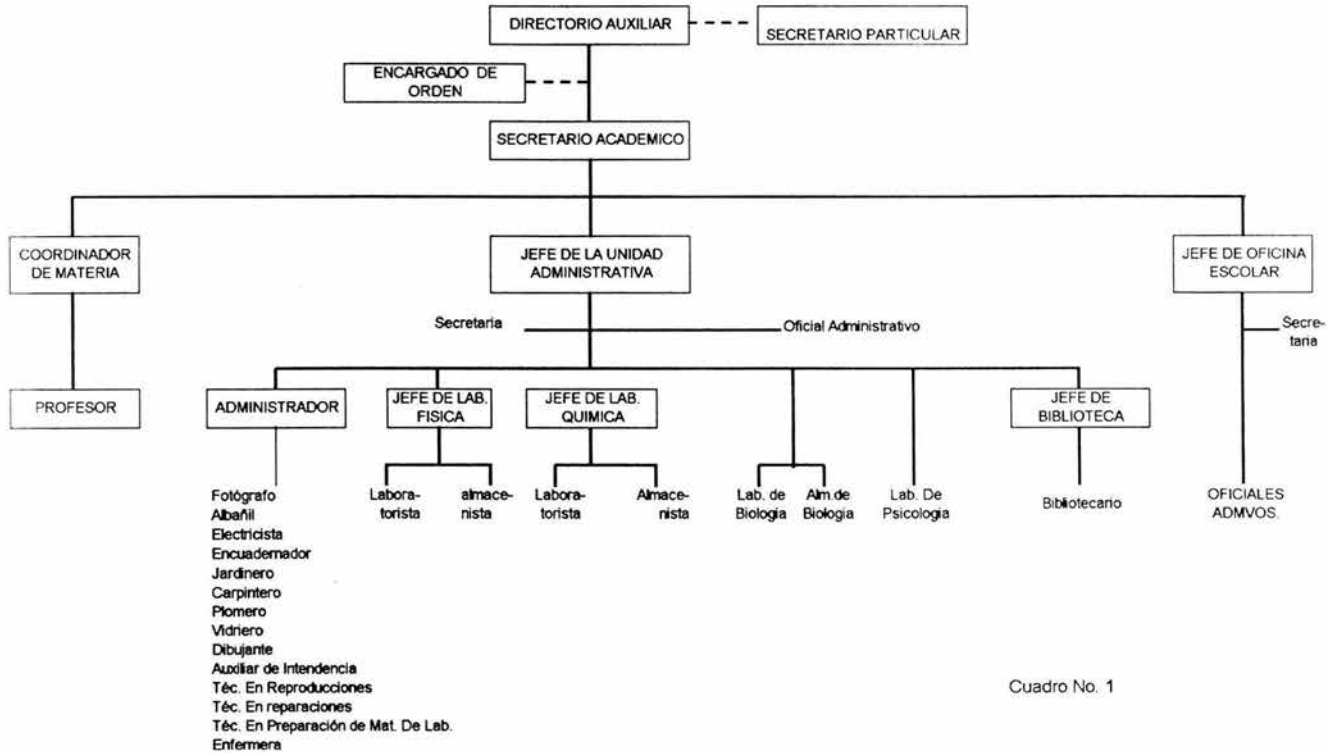 DIRECTORIO AUXILIAR
SECRETARIO PARTICULAR
ENCARGADO DE
ORDEN
SECRETARIO ACADEMICO
COORDINADOR
DE MATERIA
JEFE DE LA UNIDAD
ADMINISTRATIVA
JEFE DE OFICINA
ESCOLAR
Secretaria
Oficial Administrativo
Secre-
taria
PROFESOR
ADMINISTRADOR
JEFE DE LAB.
FISICA
JEFE DE LAB.
QUIMICA
JEFE DE
BIBLIOTECA
Fotógrafo
Albañil
Electricista
Encuadernador
Jardinero
Carpintero
Plomero
Vidriero
Dibujante
Auxiliar de Intendencia
Téc. En Reproducciones
Téc. En reparaciones
Téc. En Preparación de Mat. De Lab.
Enfermera
Labora-
torista
almace-
nista
Labora-
torista
Almace-
nista
Lab. de
Biologia
Alm.de
Biologia
Lab. De
Psicologia
Bibliotecario
OFICIALES
ADMVOS.
Cuadro No. 1